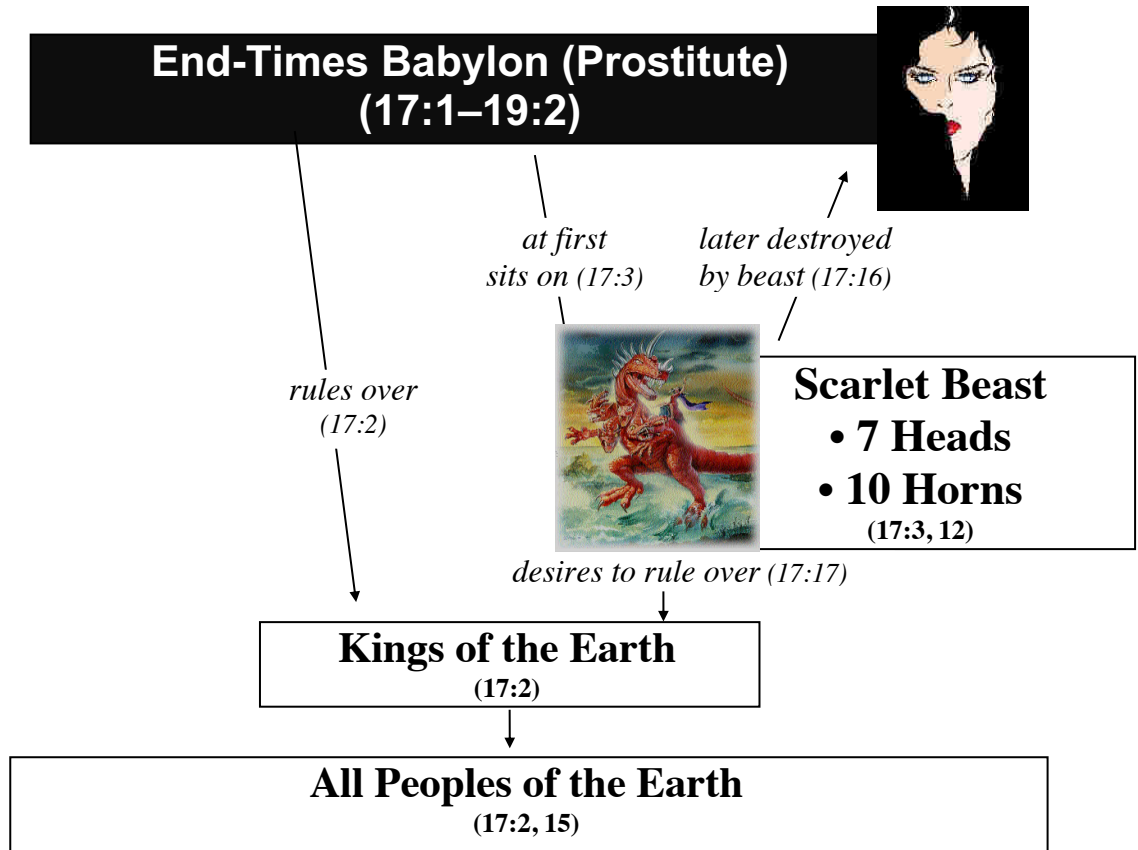 End-Times Babylon (Prostitute)
(17:1–19:2)
at first
sits on (17:3)
later destroyed
by beast (17:16)
rules over
(17:2)
Scarlet Beast
• 7 Heads
• 10 Horns
(17:3, 12)
desires to rule over (17:17)
Kings of the Earth
(17:2)
All Peoples of the Earth
(17:2, 15)